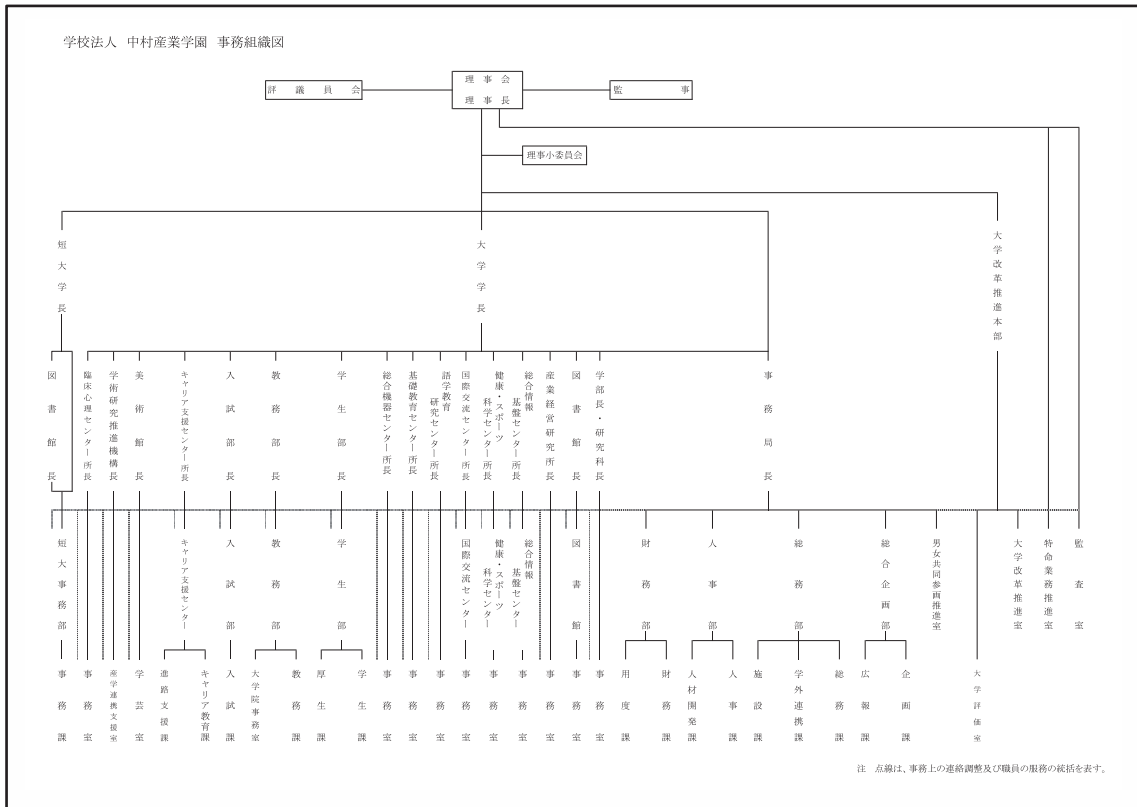 学校法人 中村産業学園 事務組織図
評議員会
理事会
理事長
監事
理事小委員会
短大学長
大学学長
大学改革推進本部
図書館長
臨床心理センター所長
学術研究推進機構長
美術館長
キャリア支援センター所長
入試部長
教務部長
学生部長
総合機器センター所長
基礎教育センター所長
語学教育
研究センター所長
国際交流センター所長
健康・スポーツ
科学センター所長
総合情報
基盤センター所長
産業経営研究所長
図書館長
学部長・研究科長
事務局長
短大事務部
キャリア支援センター
入試部
教務部
学生部
国際交流センター
健康・スポーツ
科学センター
総合情報
基盤センター
図書館
財務部
人事部
総務部
総合企画部
男女共同参画推進室
大学改革推進室
特命業務推進室
監査室
事務課
事務室
産学連携支援室
学芸室
進路支援課
キャリア教育課
入試課
大学院事務室
教務課
厚生課
学生課
事務室
事務室
事務室
事務室
事務室
事務室
事務室
事務室
事務室
用度課
財務課
人材開発課
人事課
施設課
学外連携課
総務課
広報課
企画課
大学評価室
注 点線は、事務上の連絡調整及び職員の服務の統括を表す。